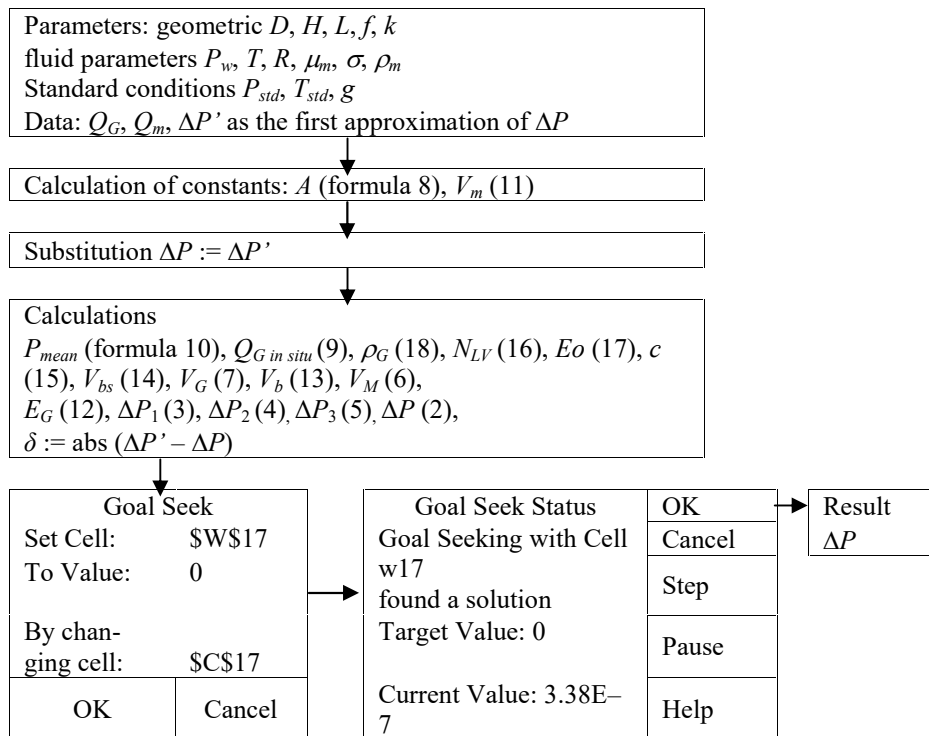 Parameters: geometric D, H, L, f, k
fluid parameters Pw, T, R, μm, σ, ρm
Standard conditions Pstd, Tstd, g
Data: QG, Qm, ΔP’ as the first approximation of ΔP
Calculation of constants: A (formula 8), Vm (11)
Substitution ΔP := ΔP’
Calculations
Pmean (formula 10), QG in situ (9), ρG (18), NLV (16), Eo (17), c
(15), Vbs (14), VG (7), Vb (13), VM (6),
EG (12), ΔP1 (3), ΔP2 (4), ΔP3 (5), ΔP (2),
δ := abs (ΔP’ – ΔP)
Goal Seek
Set Cell: $W$17
To Value: 0
By chan-
ging cell: $C$17
OK Cancel
Goal Seek Status
Goal Seeking with Cell
w17
found a solution
Target Value: 0
Current Value: 3.38E–
7
OK
Cancel
Step
Pause
Help
Result
ΔP